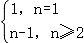 1, n=1
n-1, n≥2